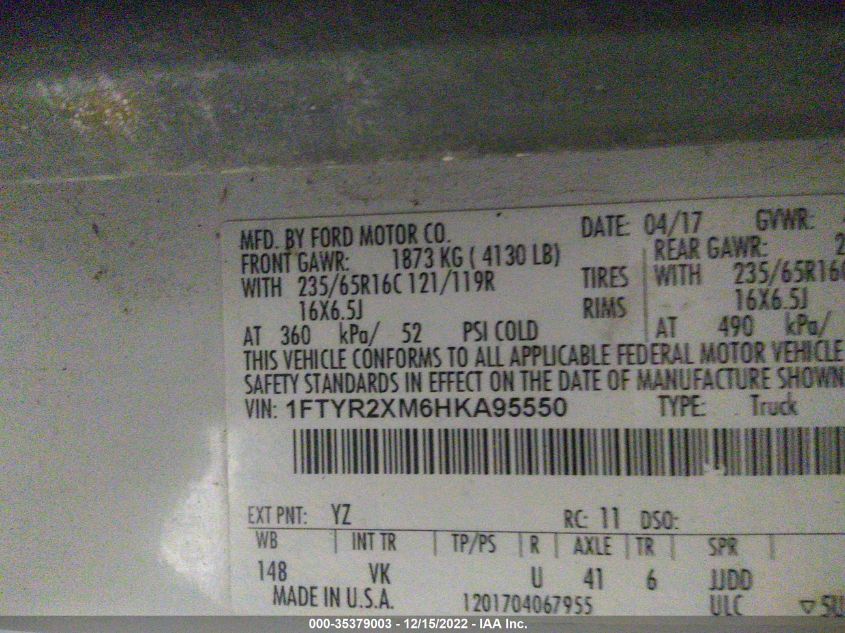 MFD. BY FORD MOTOR CO. DATE: 04/17 GVWR:
FRONT GAWR: 1873 KG ( 4130 LB) REAR GAWR: 2
WITH 235/65R16C 121/119R TIRES WITH 235/65R16C
16X6.5J RIMS 16X6.5J
AT 360 kPa/ 52 PSI COLD AT 490 kPa/
THIS VEHICLE CONFORMS TO ALL APPLICABLE FEDERAL MOTOR VEHICLE
SAFETY STANDARDS IN EFFECT ON THE DATE OF MANUFACTURE SHOWN
VIN: 1FTYR2XM6HKA95550 TYPE: Truck
EXT PNT: YZ RC: 11 DSO:
WB INT TR TP/PS R AXLE TR SPR
148 VK U 41 6 JJDD
MADE IN U.S.A. 1201704067955 ULC ▽ 5U
000-35379003 - 12/15/2022 - IAA Inc.